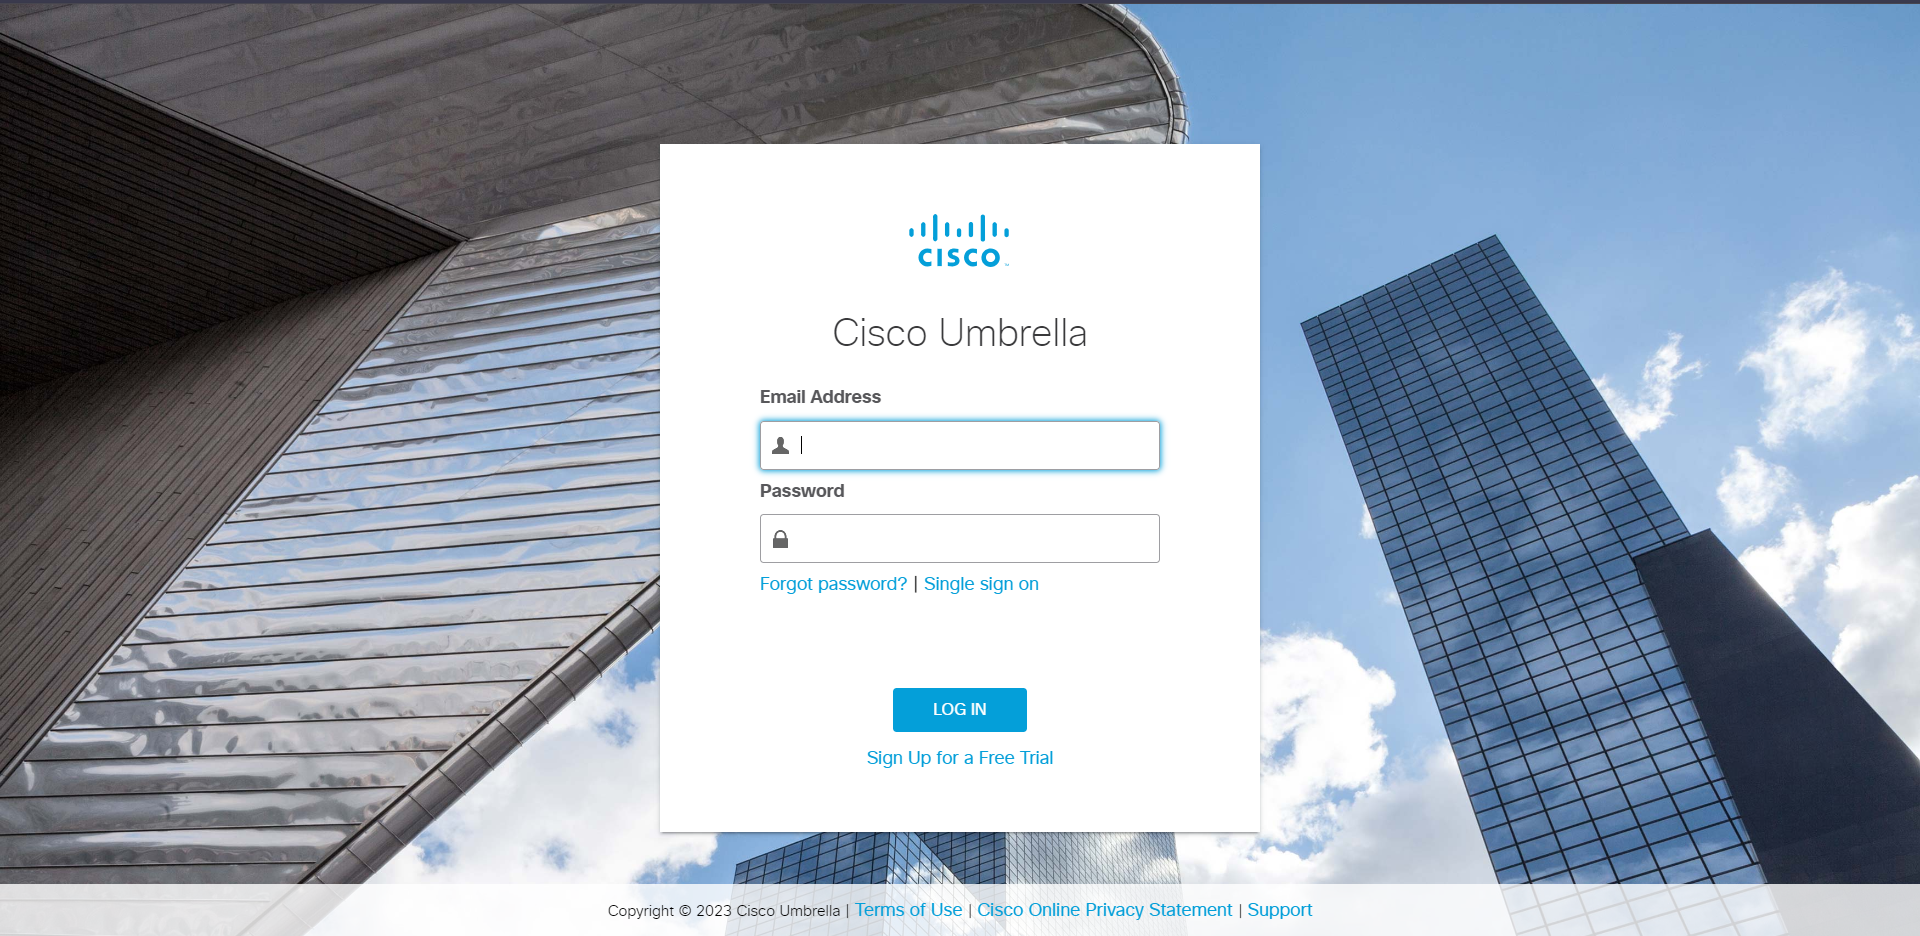 CISCO
Cisco Umbrella
Email Address
Password
Forgot password? | Single sign on
LOG IN
Sign Up for a Free Trial
Copyright © 2023 Cisco Umbrella | Terms of Use | Cisco Online Privacy Statement | Support